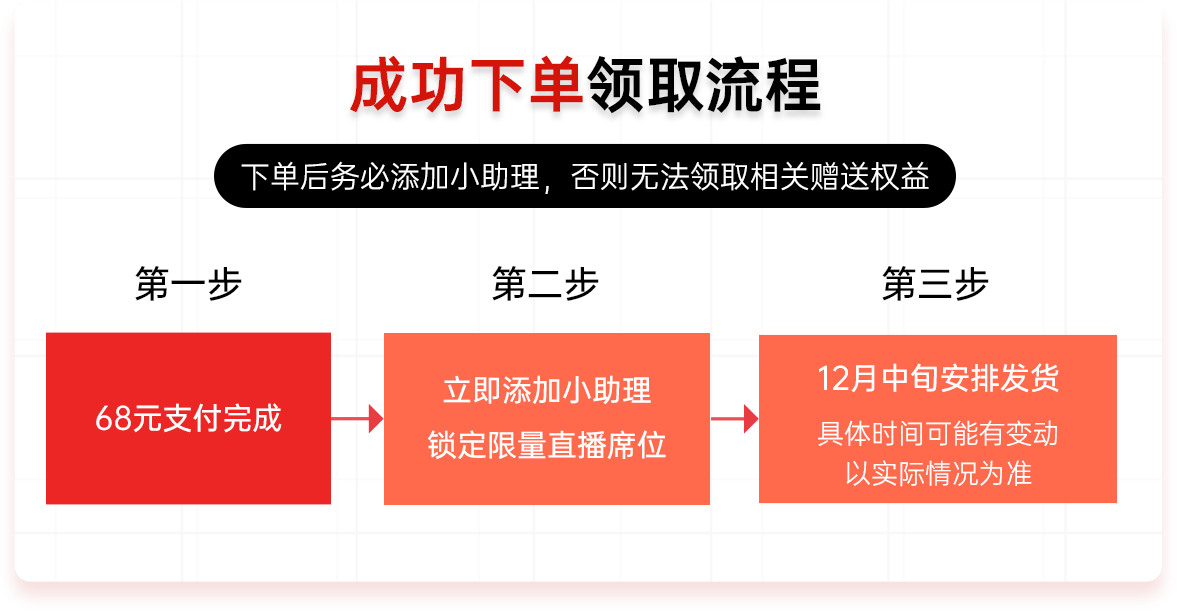 成功下单领取流程
下单后务必添加小助理，否则无法领取相关赠送权益
第一步
68元支付完成
第二步
立即添加小助理
锁定限量直播席位
第三步
12月中旬安排发货
具体时间可能有变动
以实际情况为准